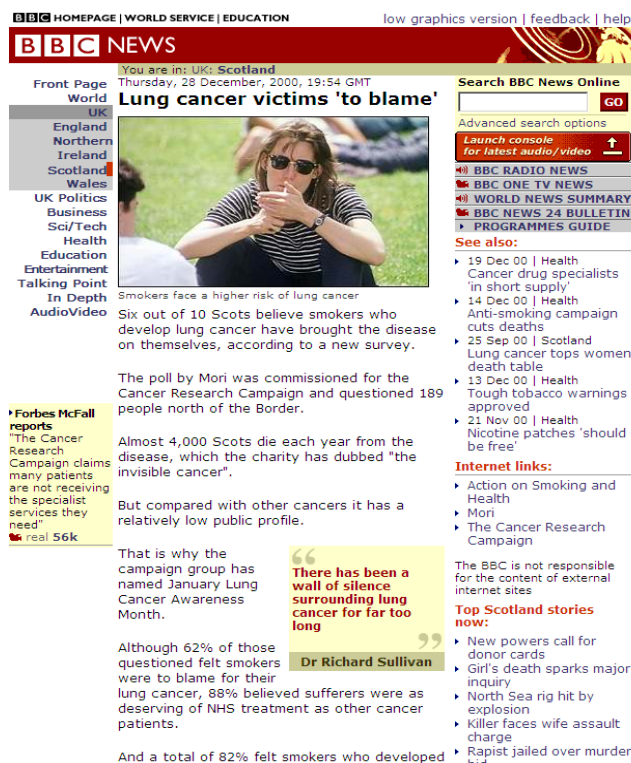 BBC HOMEPAGE | WORLD SERVICE | EDUCATION
low graphics version | feedback | help
BBC NEWS
You are in: UK: Scotland
Front Page
World
UK
England
Northern
Ireland
Scotland
Wales
UK Politics
Business
Sci/Tech
Health
Education
Entertainment
Talking Point
In Depth
AudioVideo
Forbes McFall
reports
"The Cancer
Research
Campaign claims
many patients
are not receiving
the specialist
services they
need"
real 56k
Thursday, 28 December, 2000, 19:54 GMT
Lung cancer victims 'to blame'
Smokers face a higher risk of lung cancer
Six out of 10 Scots believe smokers who
develop lung cancer have brought the disease
on themselves, according to a new survey.
The poll by Mori was commissioned for the
Cancer Research Campaign and questioned 189
people north of the Border.
Almost 4,000 Scots die each year from the
disease, which the charity has dubbed "the
invisible cancer".
But compared with other cancers it has a
relatively low public profile.
That is why the
campaign group has
named January Lung
Cancer Awareness
Month.
“
There has been a
wall of silence
surrounding lung
cancer for far too
long
”
Dr Richard Sullivan
Although 62% of those
questioned felt smokers
were to blame for their
lung cancer, 88% believed sufferers were as
deserving of NHS treatment as other cancer
patients.
And a total of 82% felt smokers who developed
Search BBC News Online
GO
Advanced search options
Launch console
for latest audio/video
BBC RADIO NEWS
BBC ONE TV NEWS
WORLD NEWS SUMMARY
BBC NEWS 24 BULLETIN
PROGRAMMES GUIDE
See also:
19 Dec 00 | Health
Cancer drug specialists
'in short supply'
14 Dec 00 | Health
Anti-smoking campaign
cuts deaths
25 Sep 00 | Scotland
Lung cancer tops women
death table
13 Dec 00 | Health
Tough tobacco warnings
approved
21 Nov 00 | Health
Nicotine patches 'should
be free'
Internet links:
Action on Smoking and
Health
Mori
The Cancer Research
Campaign
The BBC is not responsible
for the content of external
internet sites
Top Scotland stories
now:
New powers call for
donor cards
Girl's death sparks major
inquiry
North Sea rig hit by
explosion
Killer faces wife assault
charge
Rapist jailed over murder